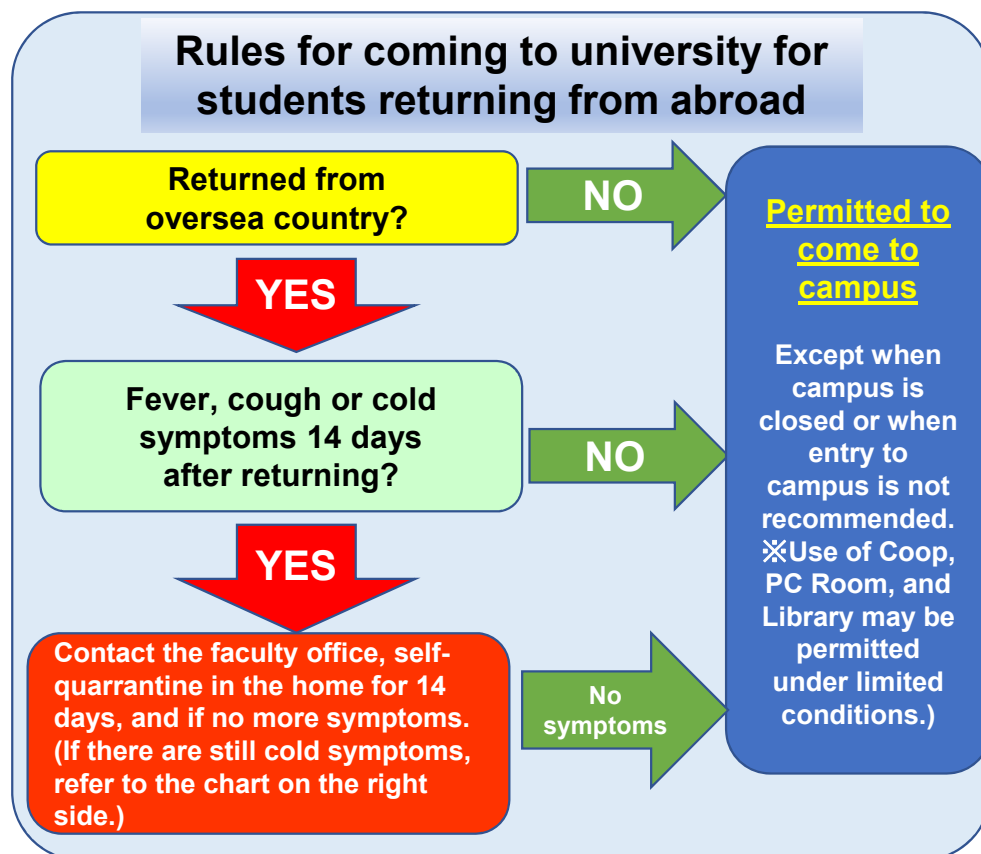 Rules for coming to university for
students returning from abroad
Returned from
oversea country?
NO
YES
Fever, cough or cold
symptoms 14 days
after returning?
NO
YES
Contact the faculty office, self-
quarrantine in the home for 14
days, and if no more symptoms.
(If there are still cold symptoms,
refer to the chart on the right
side.)
No
symptoms
Permitted to
come to
campus
Except when
campus is
closed or when
entry to
campus is not
recommended.
※Use of Coop,
PC Room, and
Library may be
permitted
under limited
conditions.)